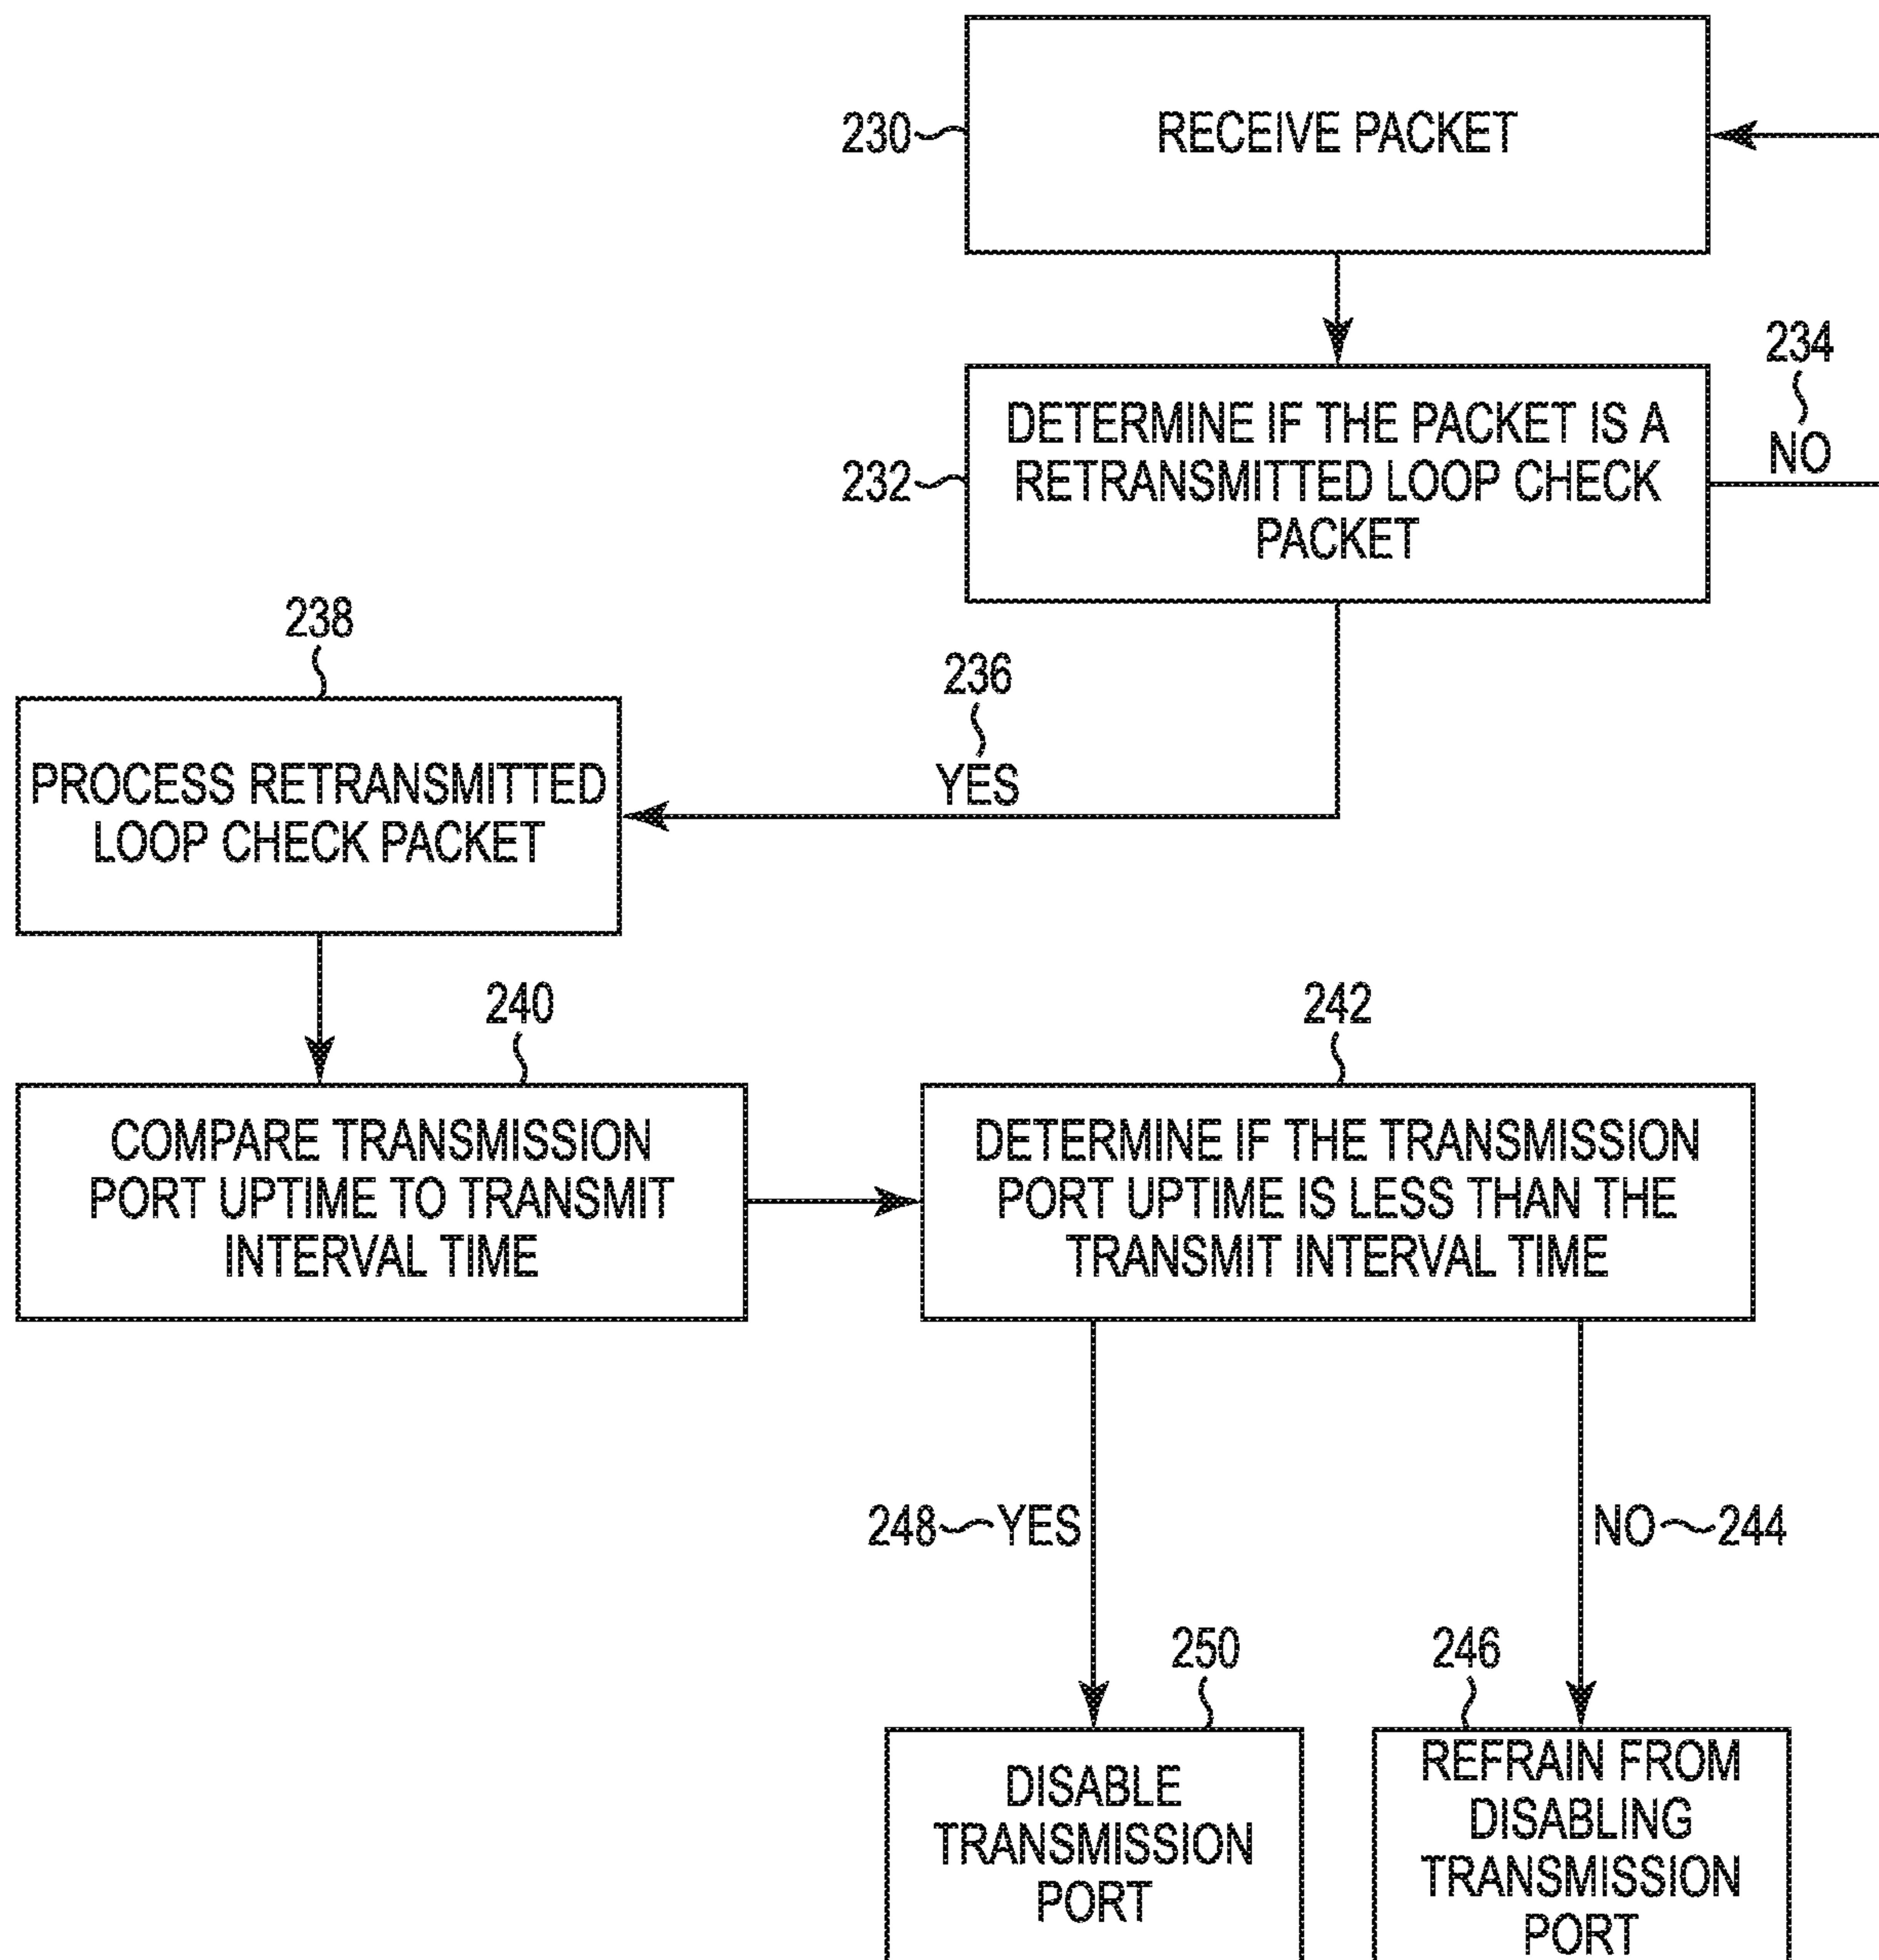 230
RECEIVE PACKET
234
NO
232
DETERMINE IF THE PACKET IS A
RETRANSMITTED LOOP CHECK
PACKET
236
YES
238
PROCESS RETRANSMITTED
LOOP CHECK PACKET
240
COMPARE TRANSMISSION
PORT UPTIME TO TRANSMIT
INTERVAL TIME
242
DETERMINE IF THE TRANSMISSION
PORT UPTIME IS LESS THAN THE
TRANSMIT INTERVAL TIME
248 YES
NO 244
250
DISABLE
TRANSMISSION
PORT
246
REFRAIN FROM
DISABLING
TRANSMISSION
PORT